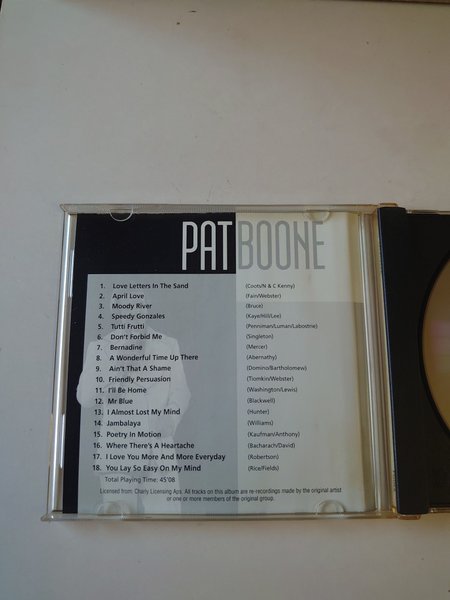 PAT BOONE
1. Love Letters In The Sand (Coots/N & C Kenny)
2. April Love (Fain/Webster)
3. Moody River (Bruce)
4. Speedy Gonzales (Kaye/Hill/Lee)
5. Tutti Frutti (Penniman/Luman/Labostrie)
6. Don't Forbid Me (Singleton)
7. Bernadine (Mercer)
8. A Wonderful Time Up There (Abernathy)
9. Ain't That A Shame (Domino/Bartholomew)
10. Friendly Persuasion (Tiomkin/Webster)
11. I'll Be Home (Washington/Lewis)
12. Mr Blue (Blackwell)
13. I Almost Lost My Mind (Hunter)
14. Jambalaya (Williams)
15. Poetry In Motion (Kaufman/Anthony)
16. Where There's A Heartache (Bacharach/David)
17. I Love You More And More Everyday (Robertson)
18. You Lay So Easy On My Mind (Rice/Fields)
Total Playing Time: 45'08
Licensed from: Charly Licensing Aps. All tracks on this album are re-recordings made by the original artist
or one or more members of the original group.